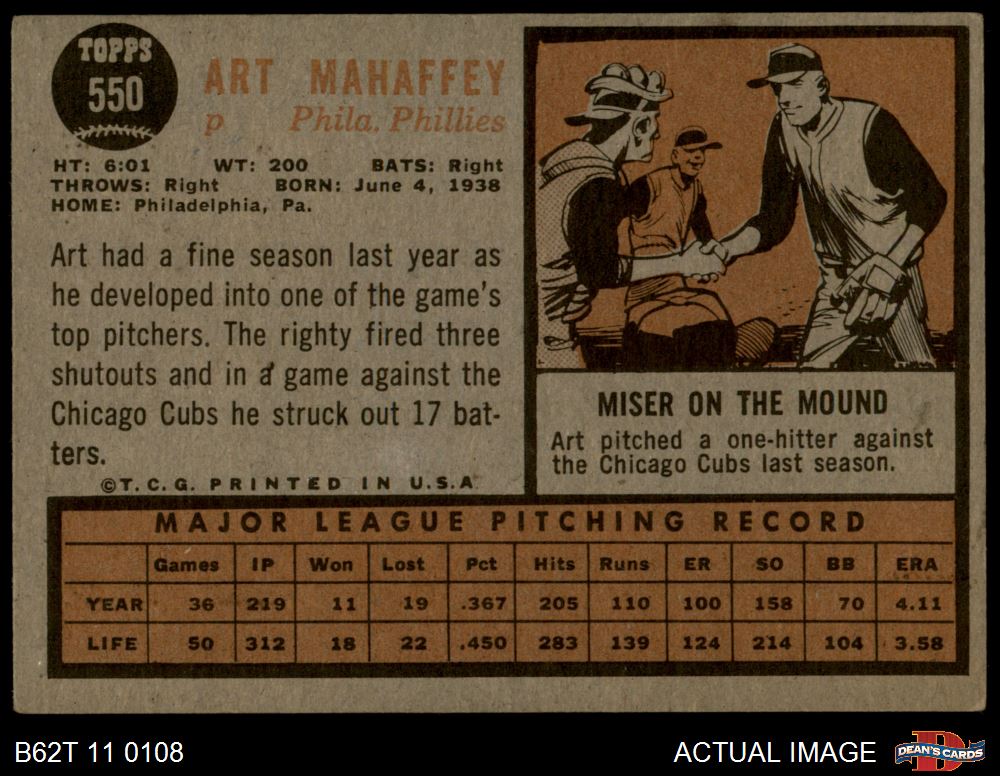 TOPPS
550
ART MAHAFFEY
p Phila. Phillies
HT: 6:01 WT: 200 BATS: Right
THROWS: Right BORN: June 4, 1938
HOME: Philadelphia, Pa.
Art had a fine season last year as
he developed into one of the game's
top pitchers. The righty fired three
shutouts and in a game against the
Chicago Cubs he struck out 17 bat-
ters.
©T.C.G. PRINTED IN U.S.A.
MISER ON THE MOUND
Art pitched a one-hitter against
the Chicago Cubs last season.
MAJOR LEAGUE PITCHING RECORD
Games IP Won Lost Pct Hits Runs ER SO BB ERA
YEAR 36 219 11 19 .367 205 110 100 158 70 4.11
LIFE 50 312 18 22 .450 283 139 124 214 104 3.58
B62T 11 0108
ACTUAL IMAGE
D
DEAN'S CARDS